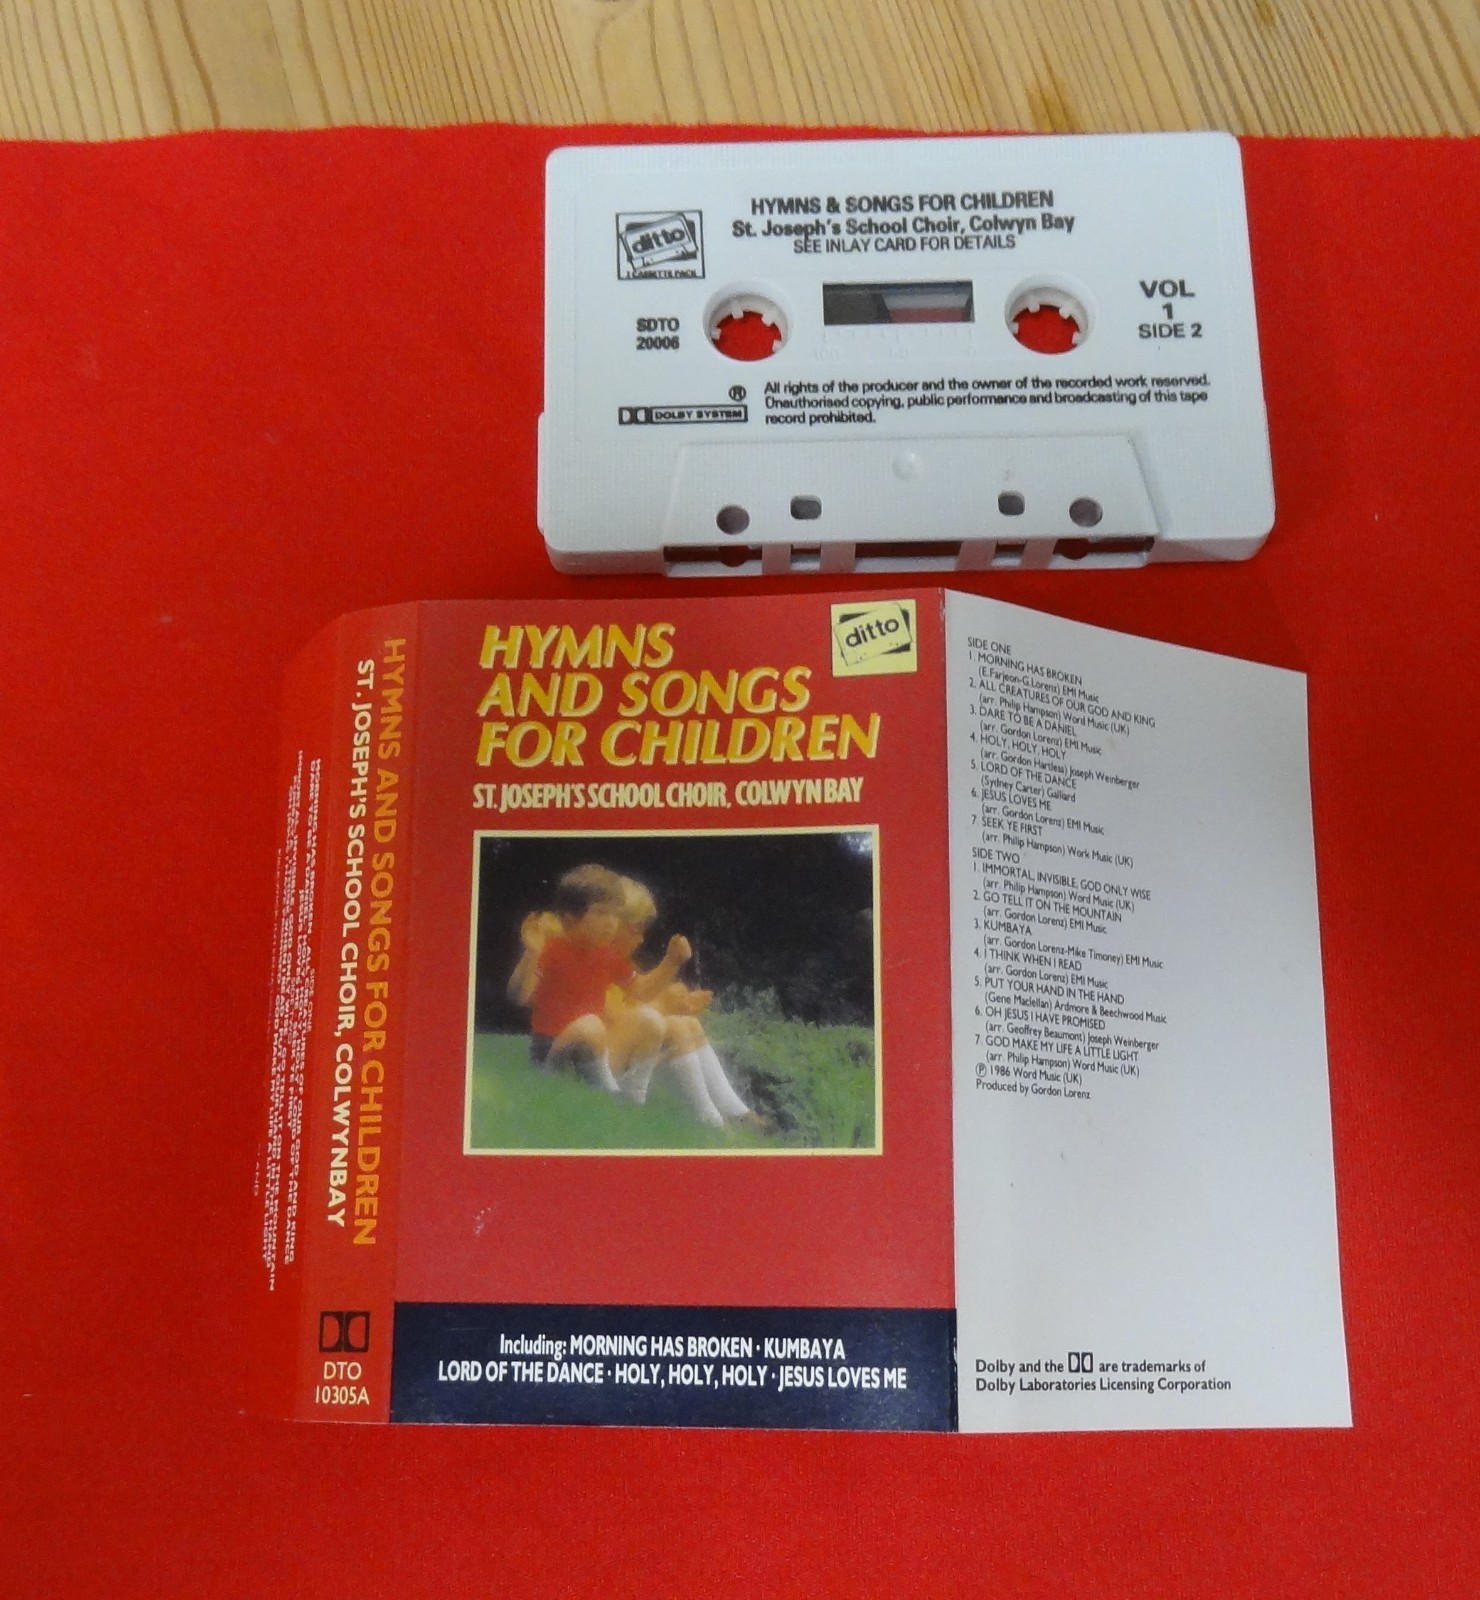 HYMNS & SONGS FOR CHILDREN
St. Joseph's School Choir, Colwyn Bay
SEE INLAY CARD FOR DETAILS
ditto
2 CASSETTE PACK
SDTO
20006
VOL
1
SIDE 2
DOLBY SYSTEM
®
All rights of the producer and the owner of the recorded work reserved.
Unauthorised copying, public performance and broadcasting of this tape
record prohibited.
HYMNS
AND SONGS
FOR CHILDREN
ditto
ST. JOSEPH'S SCHOOL CHOIR, COLWYN BAY
Including: MORNING HAS BROKEN · KUMBAYA
LORD OF THE DANCE · HOLY, HOLY, HOLY · JESUS LOVES ME
HYMNS AND SONGS FOR CHILDREN
ST. JOSEPH'S SCHOOL CHOIR, COLWYNBAY
DTO
10305A
SIDE ONE
1. MORNING HAS BROKEN
(E.Farjeon-G.Lorenz) EMI Music
2. ALL CREATURES OF OUR GOD AND KING
(arr. Philip Hampson) Word Music (UK)
3. DARE TO BE A DANIEL
(arr. Gordon Lorenz) EMI Music
4. HOLY, HOLY, HOLY
(arr. Gordon Hartless) Joseph Weinberger
5. LORD OF THE DANCE
(Sydney Carter) Galliard
6. JESUS LOVES ME
(arr. Gordon Lorenz) EMI Music
7. SEEK YE FIRST
(arr. Philip Hampson) Work Music (UK)
SIDE TWO
1. IMMORTAL, INVISIBLE, GOD ONLY WISE
(arr. Philip Hampson) Word Music (UK)
2. GO TELL IT ON THE MOUNTAIN
(arr. Gordon Lorenz) EMI Music
3. KUMBAYA
(arr. Gordon Lorenz-Mike Timoney) EMI Music
4. I THINK WHEN I READ
(arr. Gordon Lorenz) EMI Music
5. PUT YOUR HAND IN THE HAND
(Gene Maclellan) Ardmore & Beechwood Music
6. OH JESUS I HAVE PROMISED
(arr. Geoffrey Beaumont) Joseph Weinberger
7. GOD MAKE MY LIFE A LITTLE LIGHT
(arr. Philip Hampson) Word Music (UK)
℗ 1986 Word Music (UK)
Produced by Gordon Lorenz
Dolby and the are trademarks of
Dolby Laboratories Licensing Corporation